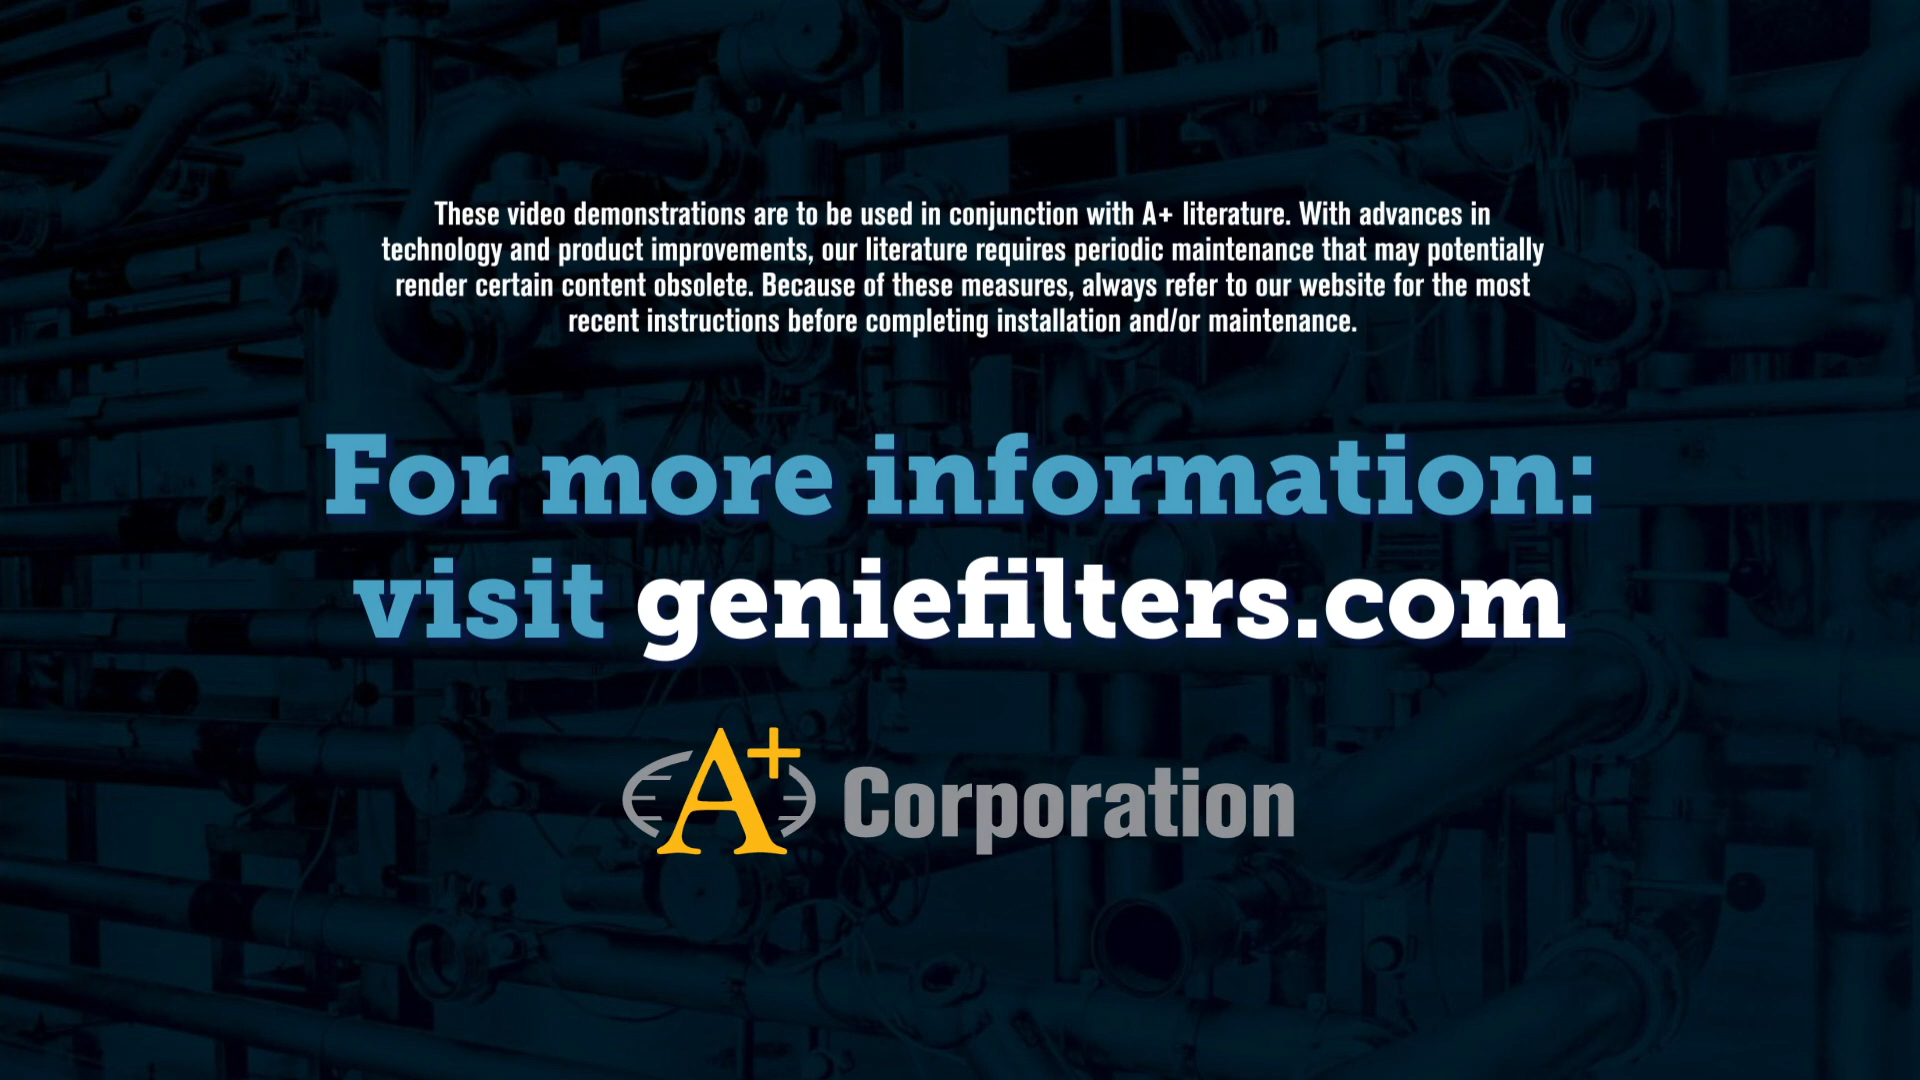 These video demonstrations are to be used in conjunction with A+ literature. With advances in
technology and product improvements, our literature requires periodic maintenance that may potentially
render certain content obsolete. Because of these measures, always refer to our website for the most
recent instructions before completing installation and/or maintenance.
For more information:
visit geniefilters.com
A+ Corporation